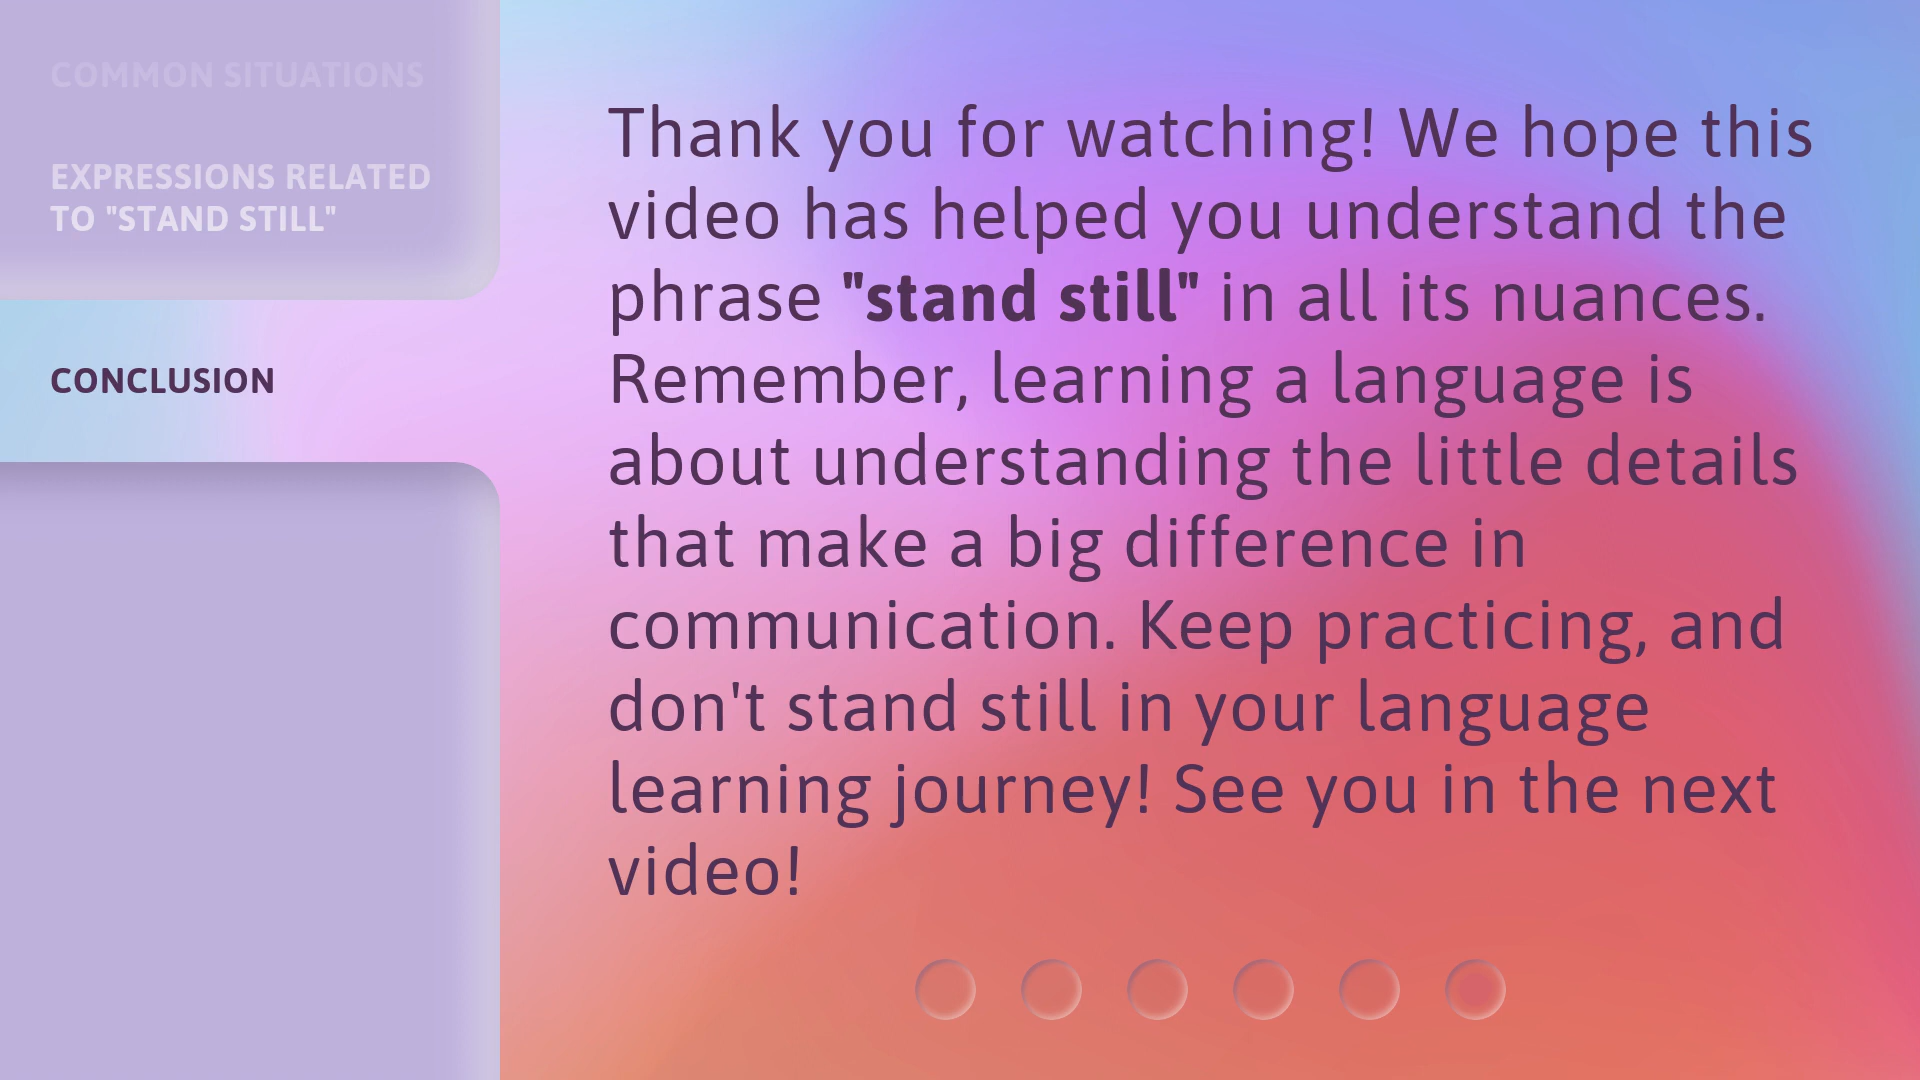 COMMON SITUATIONS
EXPRESSIONS RELATED
TO "STAND STILL"
CONCLUSION
Thank you for watching! We hope this
video has helped you understand the
phrase "stand still" in all its nuances.
Remember, learning a language is
about understanding the little details
that make a big difference in
communication. Keep practicing, and
don't stand still in your language
learning journey! See you in the next
video!